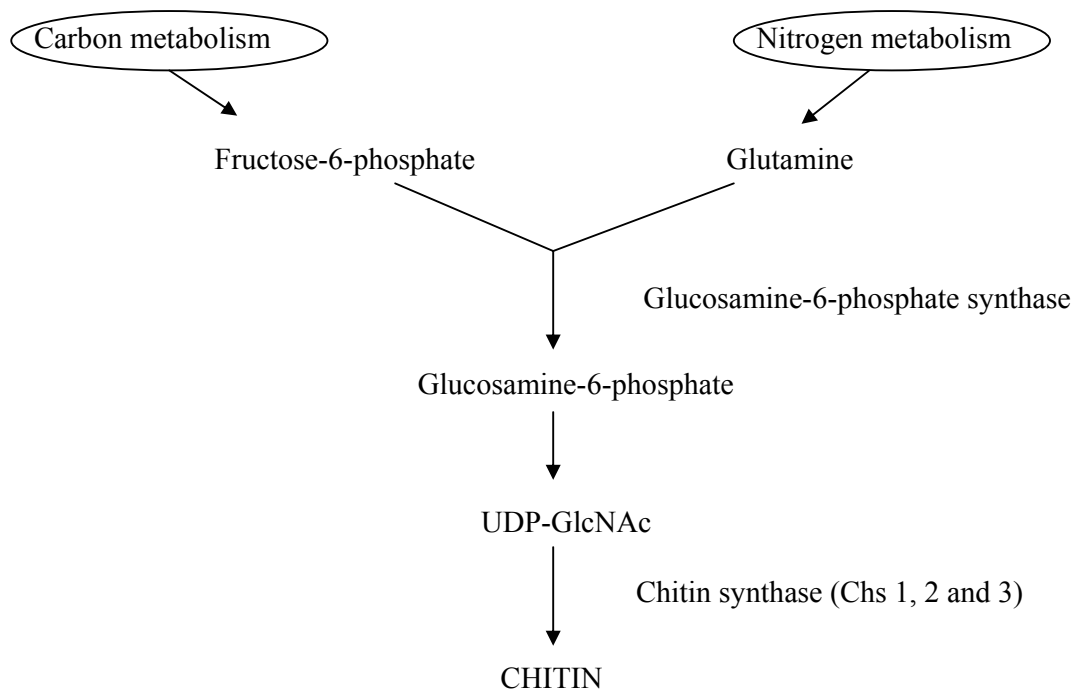 Carbon metabolism
Nitrogen metabolism
Fructose-6-phosphate
Glutamine
Glucosamine-6-phosphate synthase
Glucosamine-6-phosphate
UDP-GlcNAc
Chitin synthase (Chs 1, 2 and 3)
CHITIN